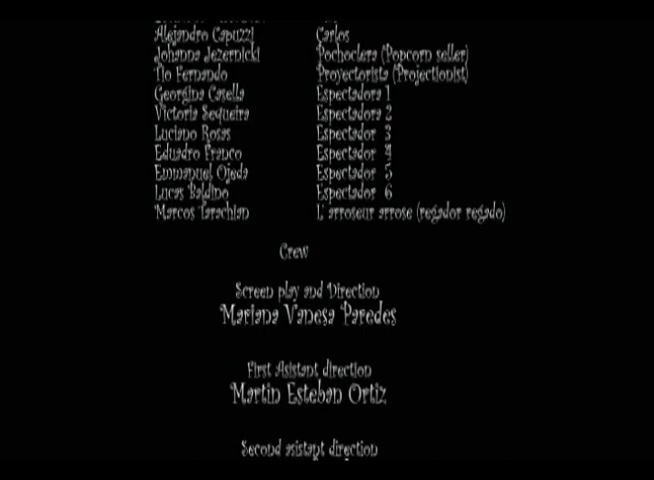 Alejandro Capuzzi Carlos
Johanna Jezernicki Pochoclera (Popcorn seller)
Tio Fernando Proyectorista (Projectionist)
Georgina Casella Espectadora 1
Victoria Sequeira Espectadora 2
Luciano Rosas Espectador 3
Eduadro Franco Espectador 4
Emmanuel Ojeda Espectador 5
Lucas Baldino Espectador 6
Marcos Tarachian L' arroseur arrose (regador regado)
Crew
Screen play and Direction
Mariana Vanesa Paredes
First Asistant direction
Martin Esteban Ortiz
Second asistant direction